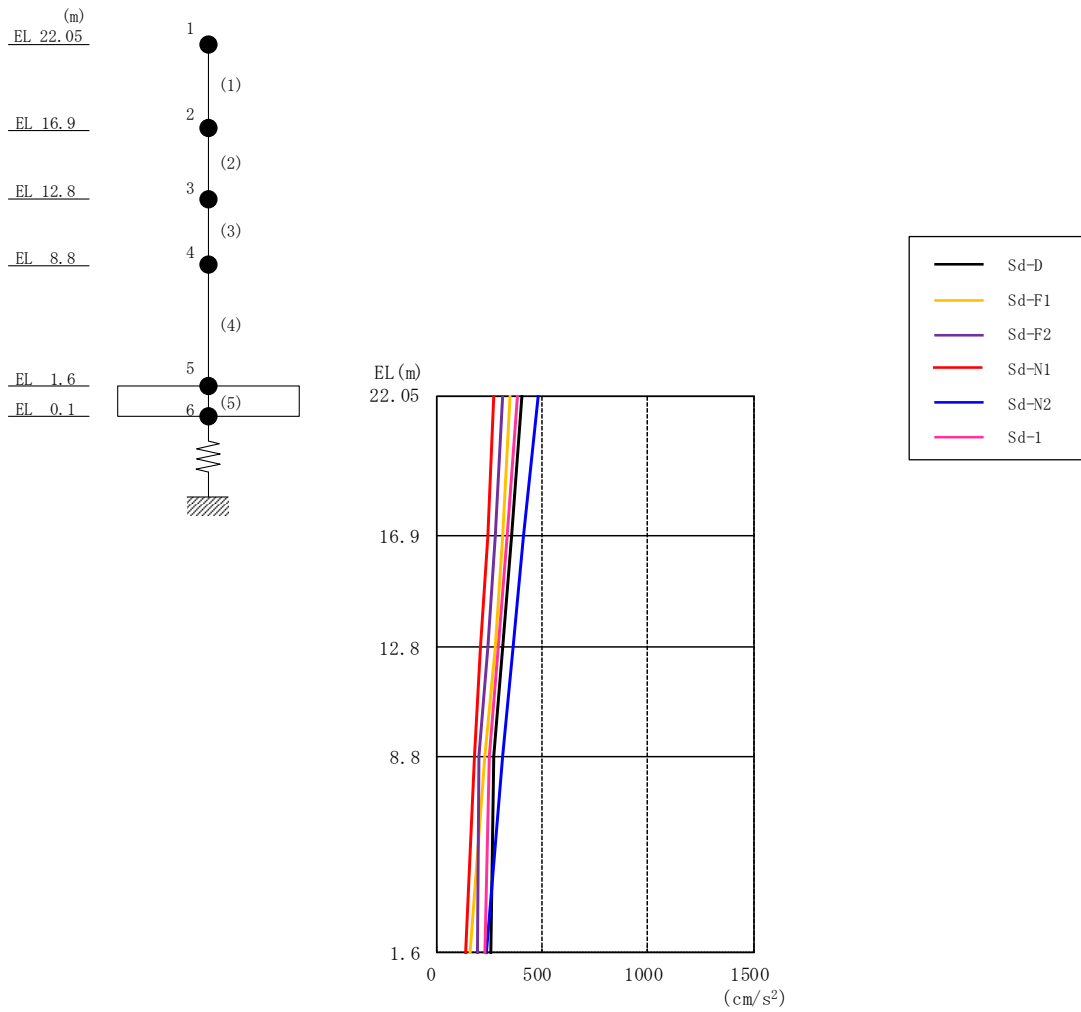 (m)
EL 22.05
EL 16.9
EL 12.8
EL 8.8
EL 1.6
EL 0.1
1
(1)
2
(2)
3
(3)
4
(4)
5
(5)
6
EL(m)
22.05
16.9
12.8
8.8
1.6
0 500 1000 1500
(cm/s²)
Sd-D
Sd-F1
Sd-F2
Sd-N1
Sd-N2
Sd-1